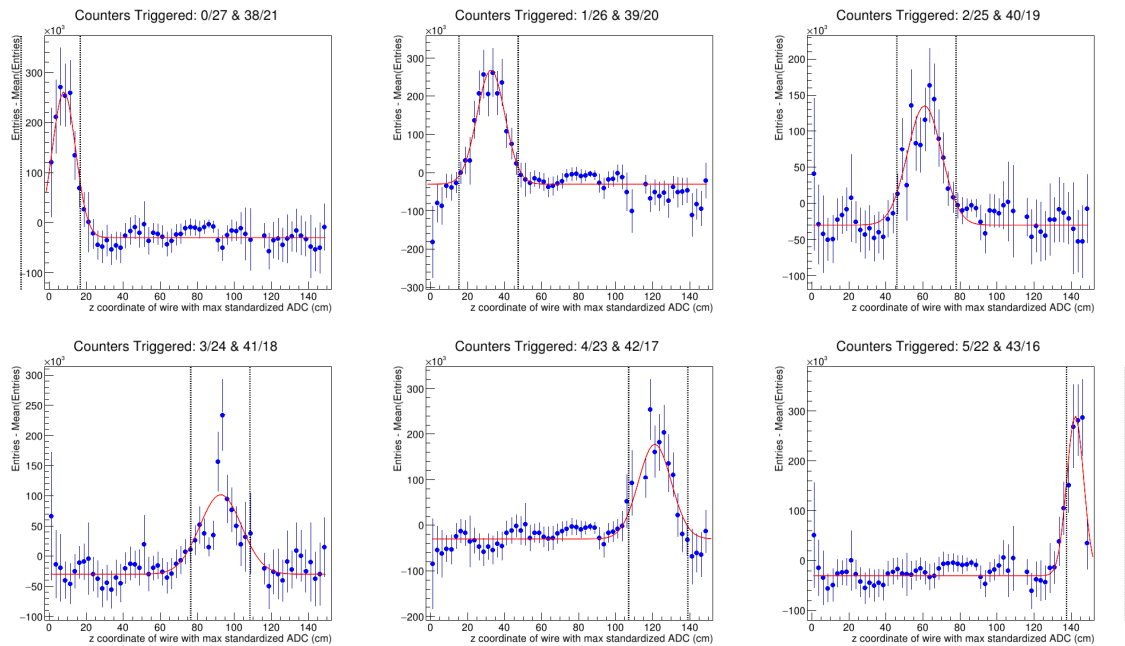 Counters Triggered: 0/27 & 38/21
×10³
Entries - Mean(Entries)
300
200
100
0
−100
0 20 40 60 80 100 120 140
z coordinate of wire with max standardized ADC (cm)
Counters Triggered: 1/26 & 39/20
×10³
Entries - Mean(Entries)
400
300
200
100
0
−100
−200
−300
0 20 40 60 80 100 120 140
z coordinate of wire with max standardized ADC (cm)
Counters Triggered: 2/25 & 40/19
×10³
Entries - Mean(Entries)
200
150
100
50
0
−50
−100
0 20 40 60 80 100 120 140
z coordinate of wire with max standardized ADC (cm)
Counters Triggered: 3/24 & 41/18
×10³
Entries - Mean(Entries)
300
250
200
150
100
50
0
−50
−100
0 20 40 60 80 100 120 140
z coordinate of wire with max standardized ADC (cm)
Counters Triggered: 4/23 & 42/17
×10³
Entries - Mean(Entries)
400
300
200
100
0
−100
−200
0 20 40 60 80 100 120 140
z coordinate of wire with max standardized ADC (cm)
Counters Triggered: 5/22 & 43/16
×10³
Entries - Mean(Entries)
400
300
200
100
0
−100
0 20 40 60 80 100 120 140
z coordinate of wire with max standardized ADC (cm)